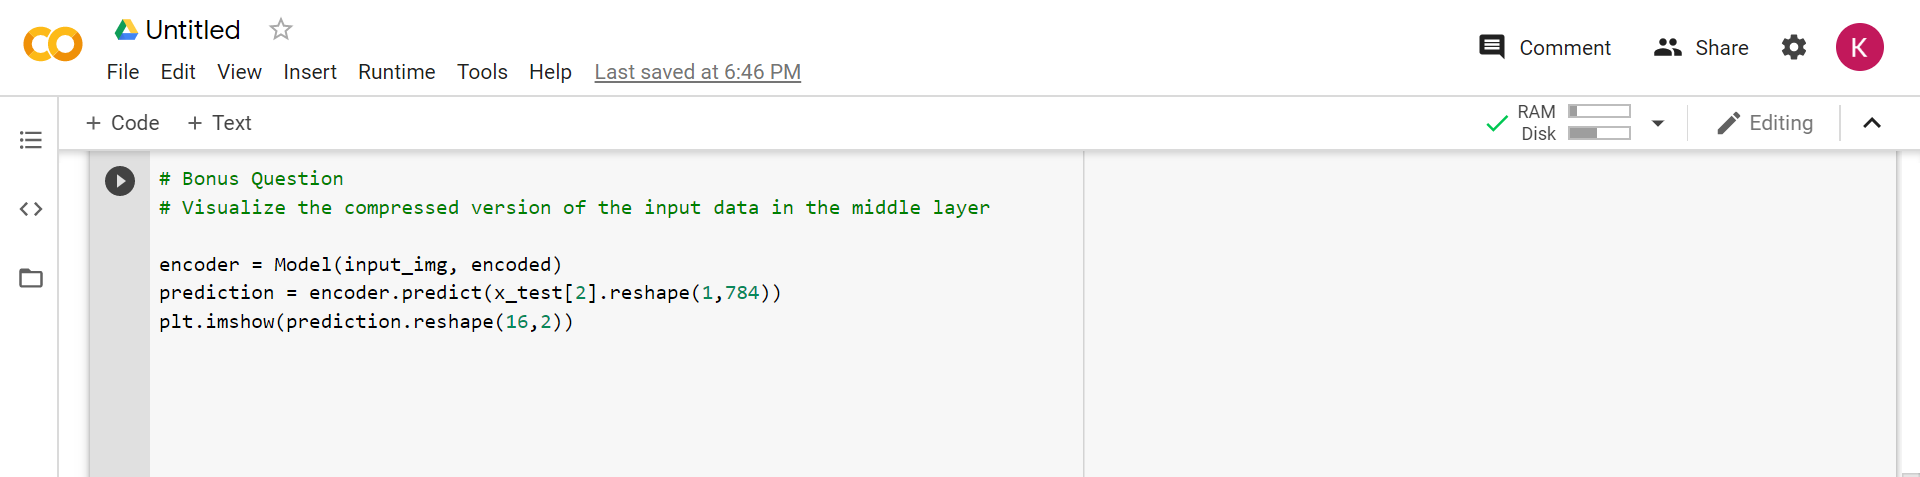 Untitled
File Edit View Insert Runtime Tools Help Last saved at 6:46 PM
Comment Share K
+ Code + Text
RAM
Disk
Editing
# Bonus Question
# Visualize the compressed version of the input data in the middle layer
encoder = Model(input_img, encoded)
prediction = encoder.predict(x_test[2].reshape(1,784))
plt.imshow(prediction.reshape(16,2))